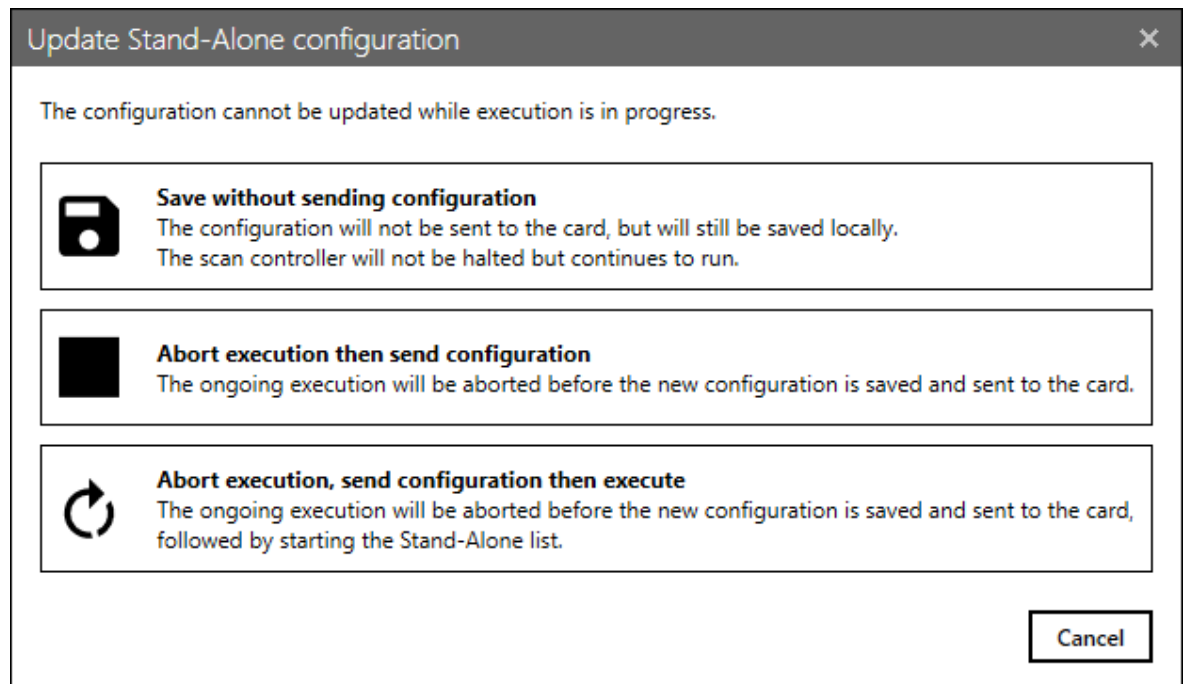 Update Stand-Alone configuration
The configuration cannot be updated while execution is in progress.
Save without sending configuration
The configuration will not be sent to the card, but will still be saved locally.
The scan controller will not be halted but continues to run.
Abort execution then send configuration
The ongoing execution will be aborted before the new configuration is saved and sent to the card.
Abort execution, send configuration then execute
The ongoing execution will be aborted before the new configuration is saved and sent to the card,
followed by starting the Stand-Alone list.
Cancel